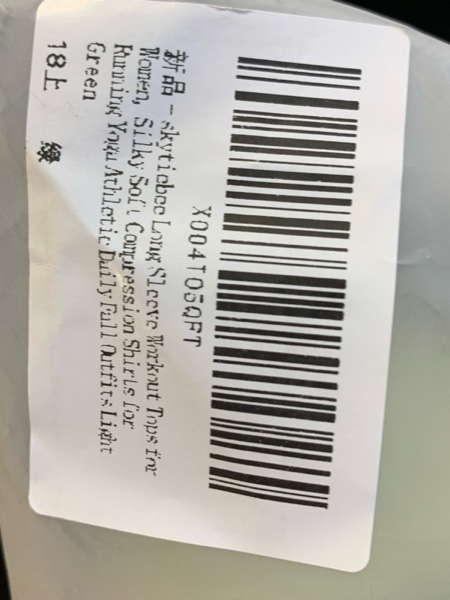 X004T05QFT
新品 - skytiebee Long Sleeve Workout Tops for
Women, Silky Soft Compression Shirts for
Running Yoga Athletic Daily Fall Outfits Light
Green
18上 绿